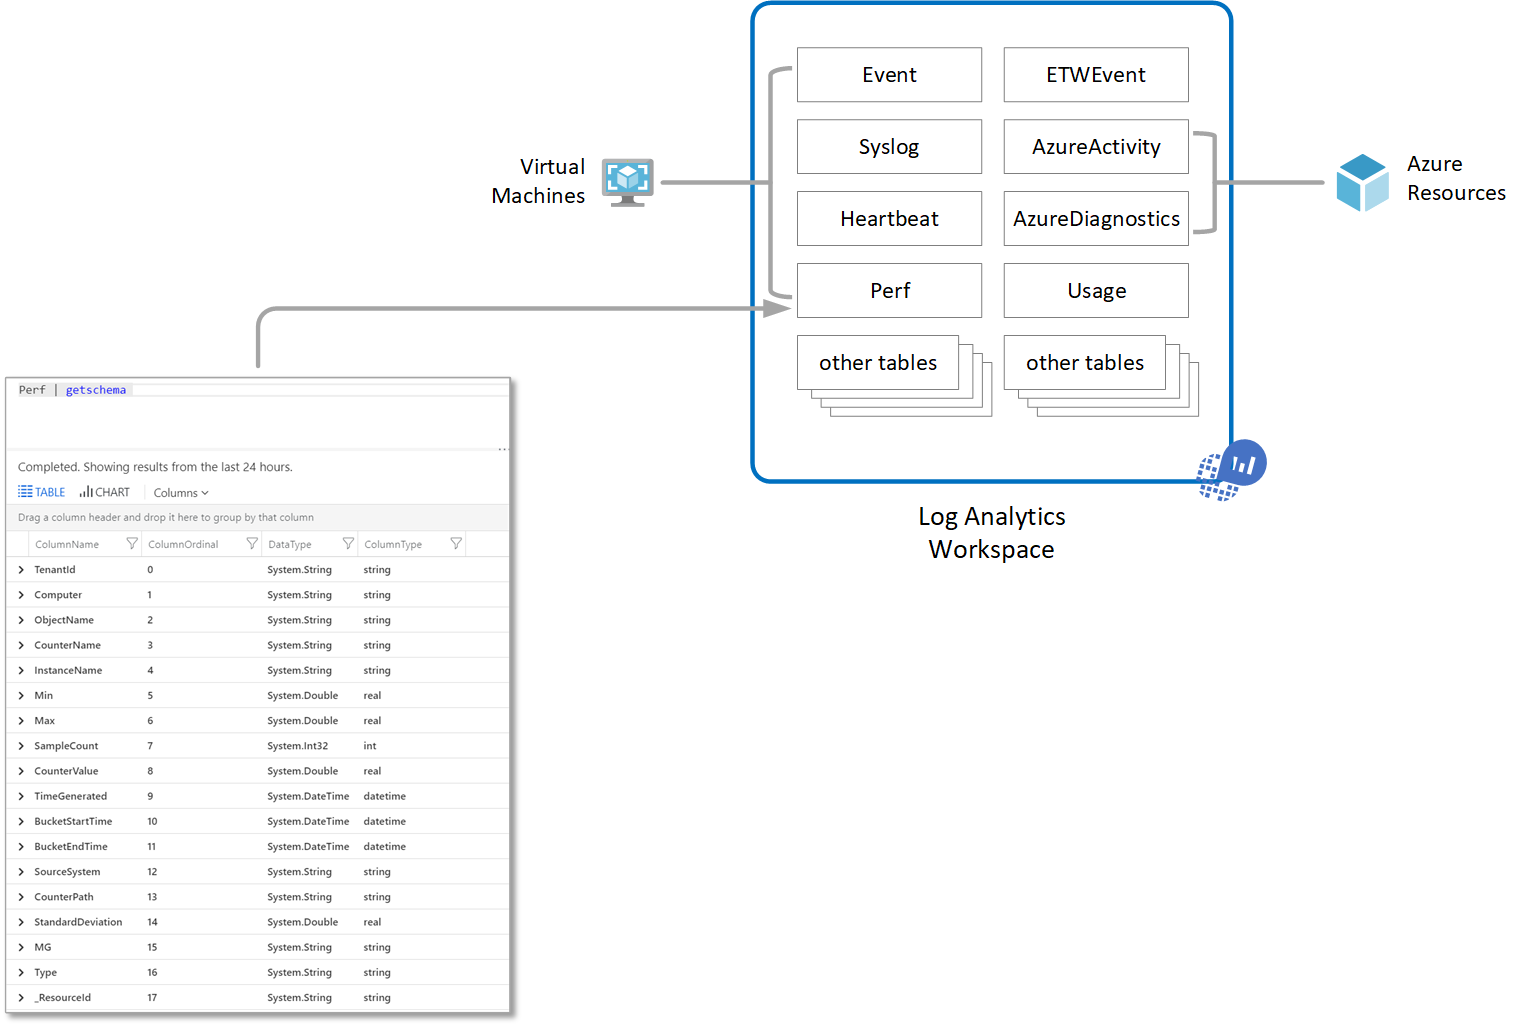 Event
ETWEvent
Syslog
AzureActivity
Heartbeat
AzureDiagnostics
Perf
Usage
other tables
other tables
Virtual
Machines
Azure
Resources
Log Analytics
Workspace
Perf | getschema
...
Completed. Showing results from the last 24 hours.
TABLE CHART Columns
Drag a column header and drop it here to group by that column
ColumnName ColumnOrdinal DataType ColumnType
TenantId 0 System.String string
Computer 1 System.String string
ObjectName 2 System.String string
CounterName 3 System.String string
InstanceName 4 System.String string
Min 5 System.Double real
Max 6 System.Double real
SampleCount 7 System.Int32 int
CounterValue 8 System.Double real
TimeGenerated 9 System.DateTime datetime
BucketStartTime 10 System.DateTime datetime
BucketEndTime 11 System.DateTime datetime
SourceSystem 12 System.String string
CounterPath 13 System.String string
StandardDeviation 14 System.Double real
MG 15 System.String string
Type 16 System.String string
_ResourceId 17 System.String string